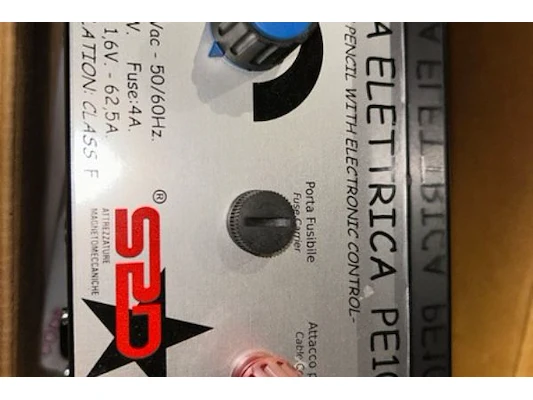 A ELETTRICA PE10
PENCIL WITH ELECTRONIC CONTROL-
Porta Fusibile
Fuse Carrier
Attacco
Cable
Vac - 50/60Hz.
V. Fuse:4A.
1,6V. - 62,5A.
ATION: CLASS F
SPD®
ATTREZZATURE
MAGNETOMECCANICHE